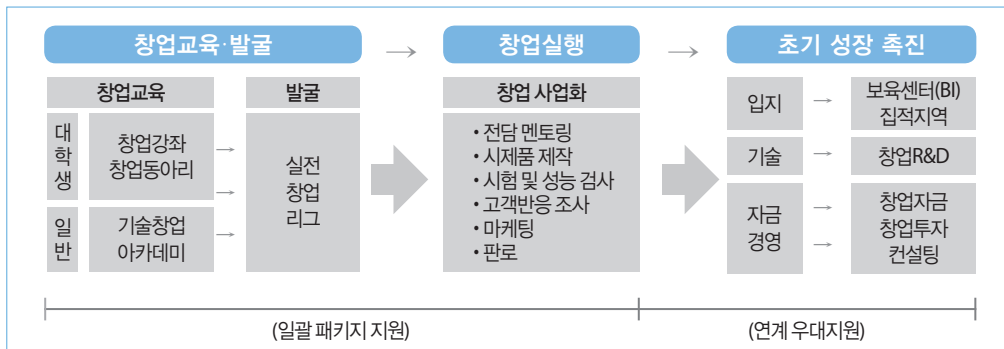 창업교육·발굴 → 창업실행 → 초기 성장 촉진
창업교육
대학생
창업강좌
창업동아리
일반
기술창업
아카데미
발굴
실전
창업
리그
창업 사업화
• 전담 멘토링
• 시제품 제작
• 시험 및 성능 검사
• 고객반응 조사
• 마케팅
• 판로
입지 → 보육센터(BI)
집적지역
기술 → 창업R&D
자금
경영
창업자금
창업투자
컨설팅
(일괄 패키지 지원)
(연계 우대지원)